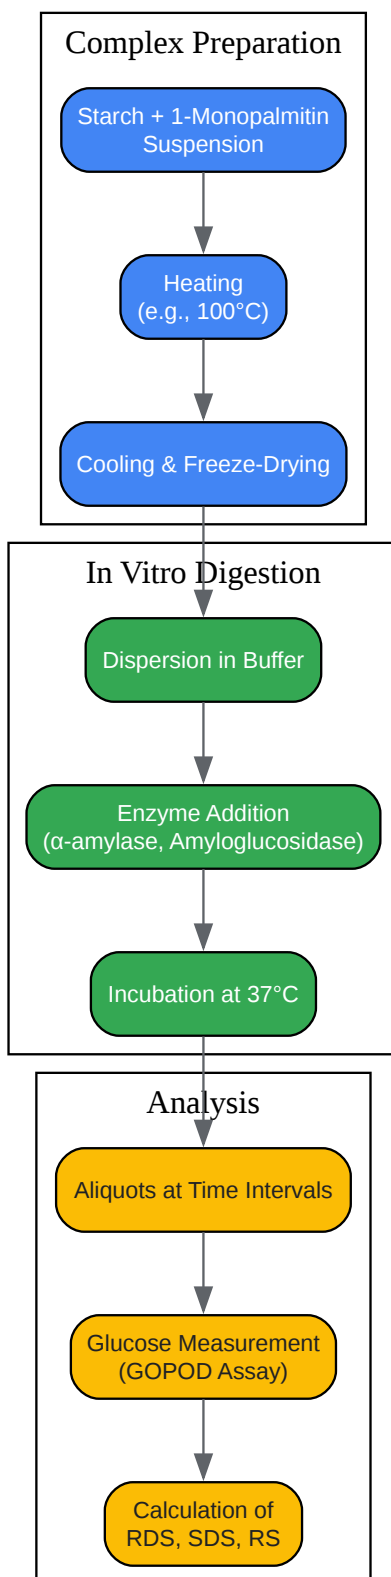 Complex Preparation
Starch + 1-Monopalmitin
Suspension
Heating
(e.g., 100°C)
Cooling & Freeze-Drying
In Vitro Digestion
Dispersion in Buffer
Enzyme Addition
(α-amylase, Amyloglucosidase)
Incubation at 37°C
Analysis
Aliquots at Time Intervals
Glucose Measurement
(GOPOD Assay)
Calculation of
RDS, SDS, RS